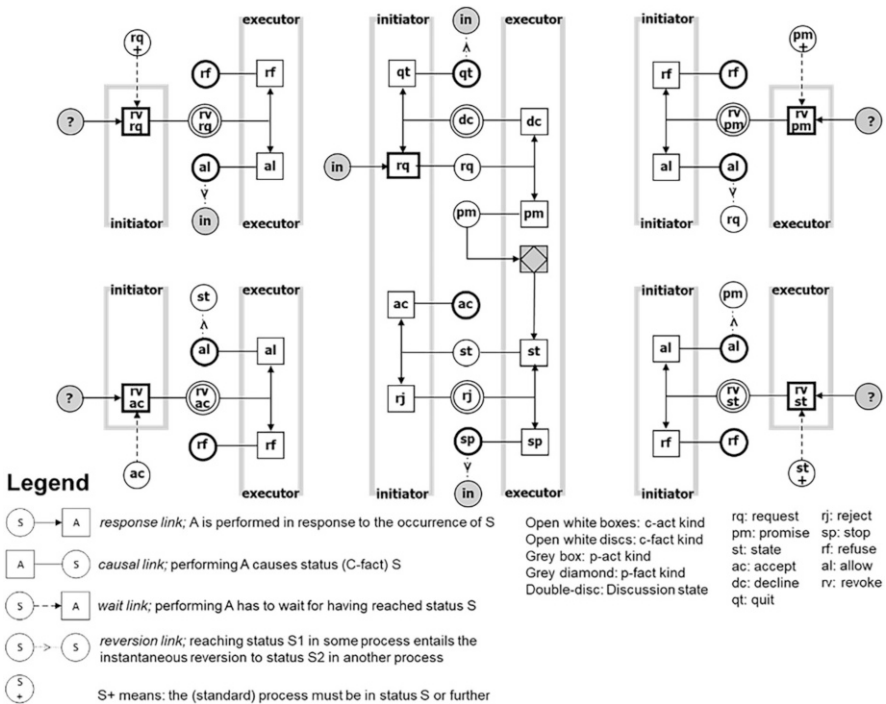 executor
initiator
executor
initiator
in
rq
+
pm
+
rf
rf
qt
qt
rf
rf
?
rv
rq
rv
rq
dc
dc
rv
pm
rv
pm
?
al
al
in
rq
rq
al
al
in
pm
pm
rq
initiator
executor
initiator
executor
initiator
executor
initiator
executor
st
ac
ac
pm
al
al
al
al
st
st
?
rv
ac
rv
ac
rj
rj
rv
st
rv
st
?
rf
rf
sp
sp
rf
rf
ac
in
st
+
executor
initiator
executor
initiator
Legend
S
A
response link; A is performed in response to the occurrence of S
A
S
causal link; performing A causes status (C-fact) S
S
A
wait link; performing A has to wait for having reached status S
S
S
reversion link; reaching status S1 in some process entails the
instantaneous reversion to status S2 in another process
S
+
S+ means: the (standard) process must be in status S or further
Open white boxes: c-act kind
Open white discs: c-fact kind
Grey box: p-act kind
Grey diamond: p-fact kind
Double-disc: Discussion state
rq: request
pm: promise
st: state
ac: accept
dc: decline
qt: quit
rj: reject
sp: stop
rf: refuse
al: allow
rv: revoke